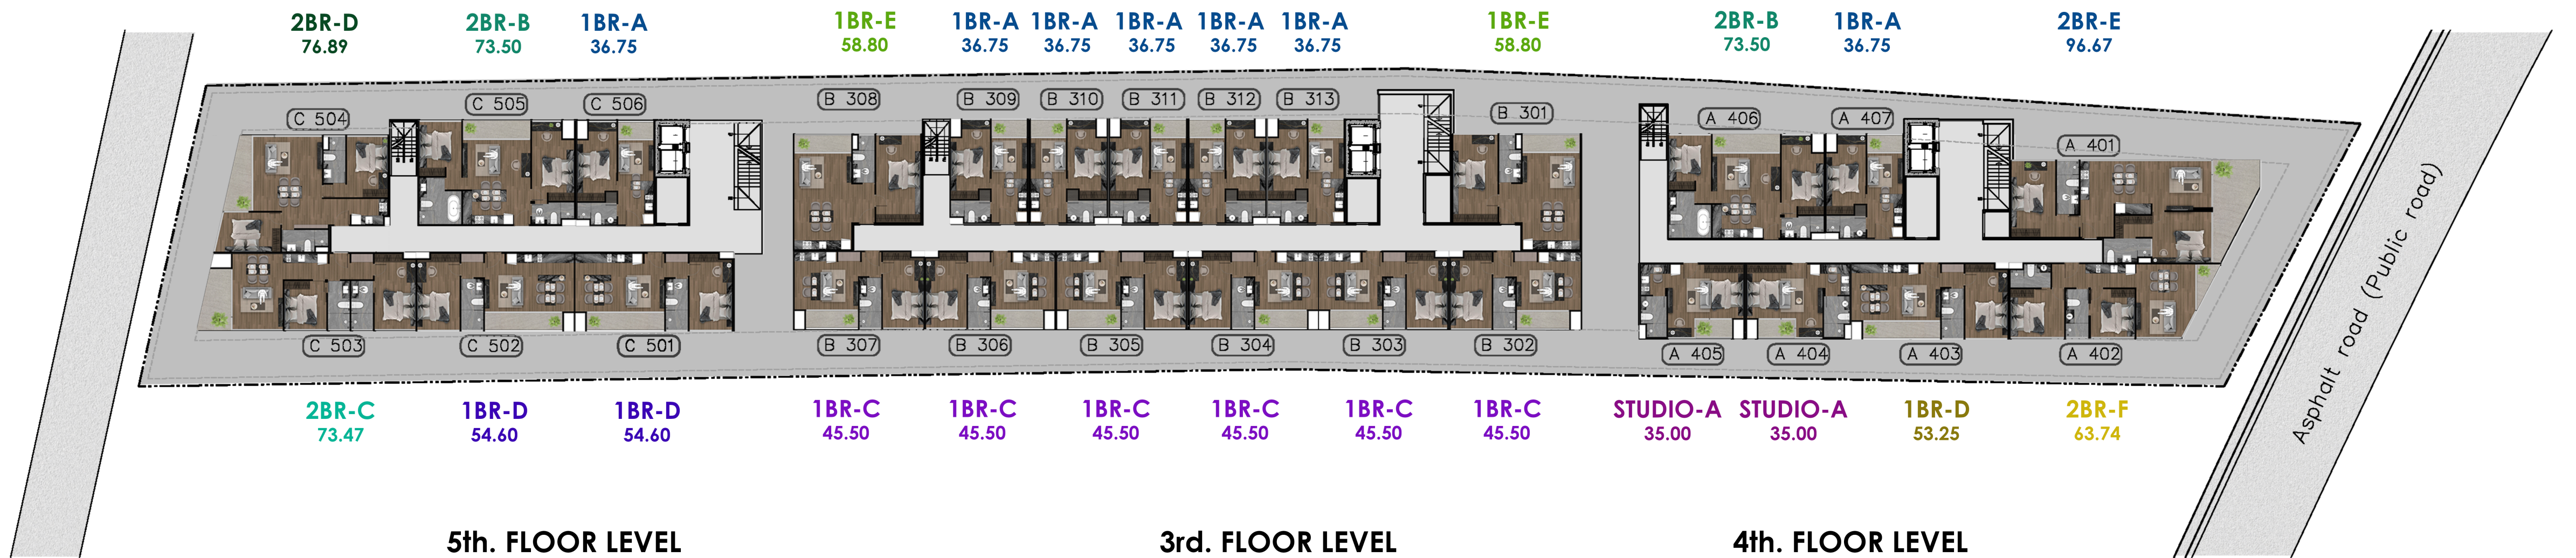 2BR-D 2BR-B 1BR-A 1BR-E 1BR-A 1BR-A 1BR-A 1BR-A 1BR-A 1BR-E 2BR-B 1BR-A 2BR-E
76.89 73.50 36.75 58.80 36.75 36.75 36.75 36.75 36.75 58.80 73.50 36.75 96.67
C 504 C 505 C 506 B 308 B 309 B 310 B 311 B 312 B 313 B 301 A 406 A 407 A 401
Asphalt road (Public road)
C 503 C 502 C 501 B 307 B 306 B 305 B 304 B 303 B 302 A 405 A 404 A 403 A 402
2BR-C 1BR-D 1BR-D 1BR-C 1BR-C 1BR-C 1BR-C 1BR-C 1BR-C STUDIO-A STUDIO-A 1BR-D 2BR-F
73.47 54.60 54.60 45.50 45.50 45.50 45.50 45.50 45.50 35.00 35.00 53.25 63.74
5th. FLOOR LEVEL 3rd. FLOOR LEVEL 4th. FLOOR LEVEL